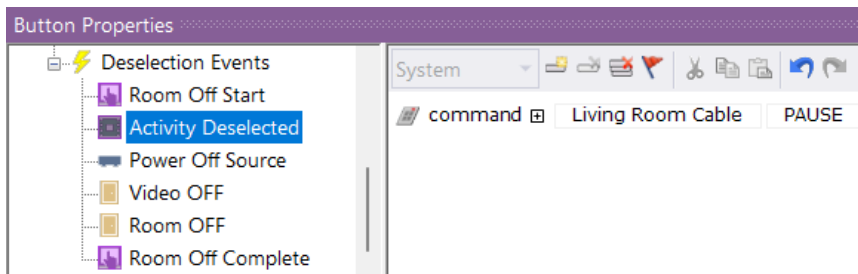 Button Properties
Deselection Events
Room Off Start
Activity Deselected
Power Off Source
Video OFF
Room OFF
Room Off Complete
System
command Living Room Cable PAUSE